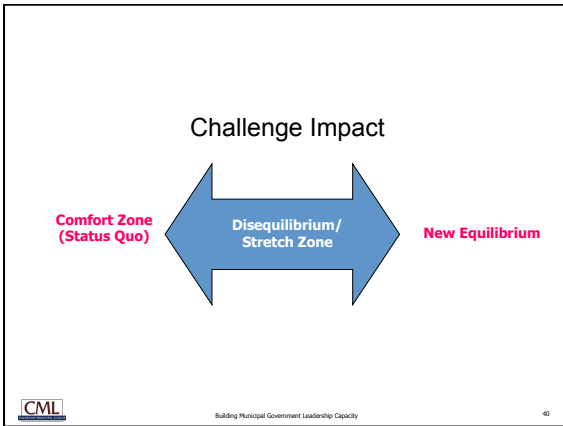 Challenge Impact
Comfort Zone
(Status Quo)
Disequilibrium/
Stretch Zone
New Equilibrium
CML
Building Municipal Government Leadership Capacity
40